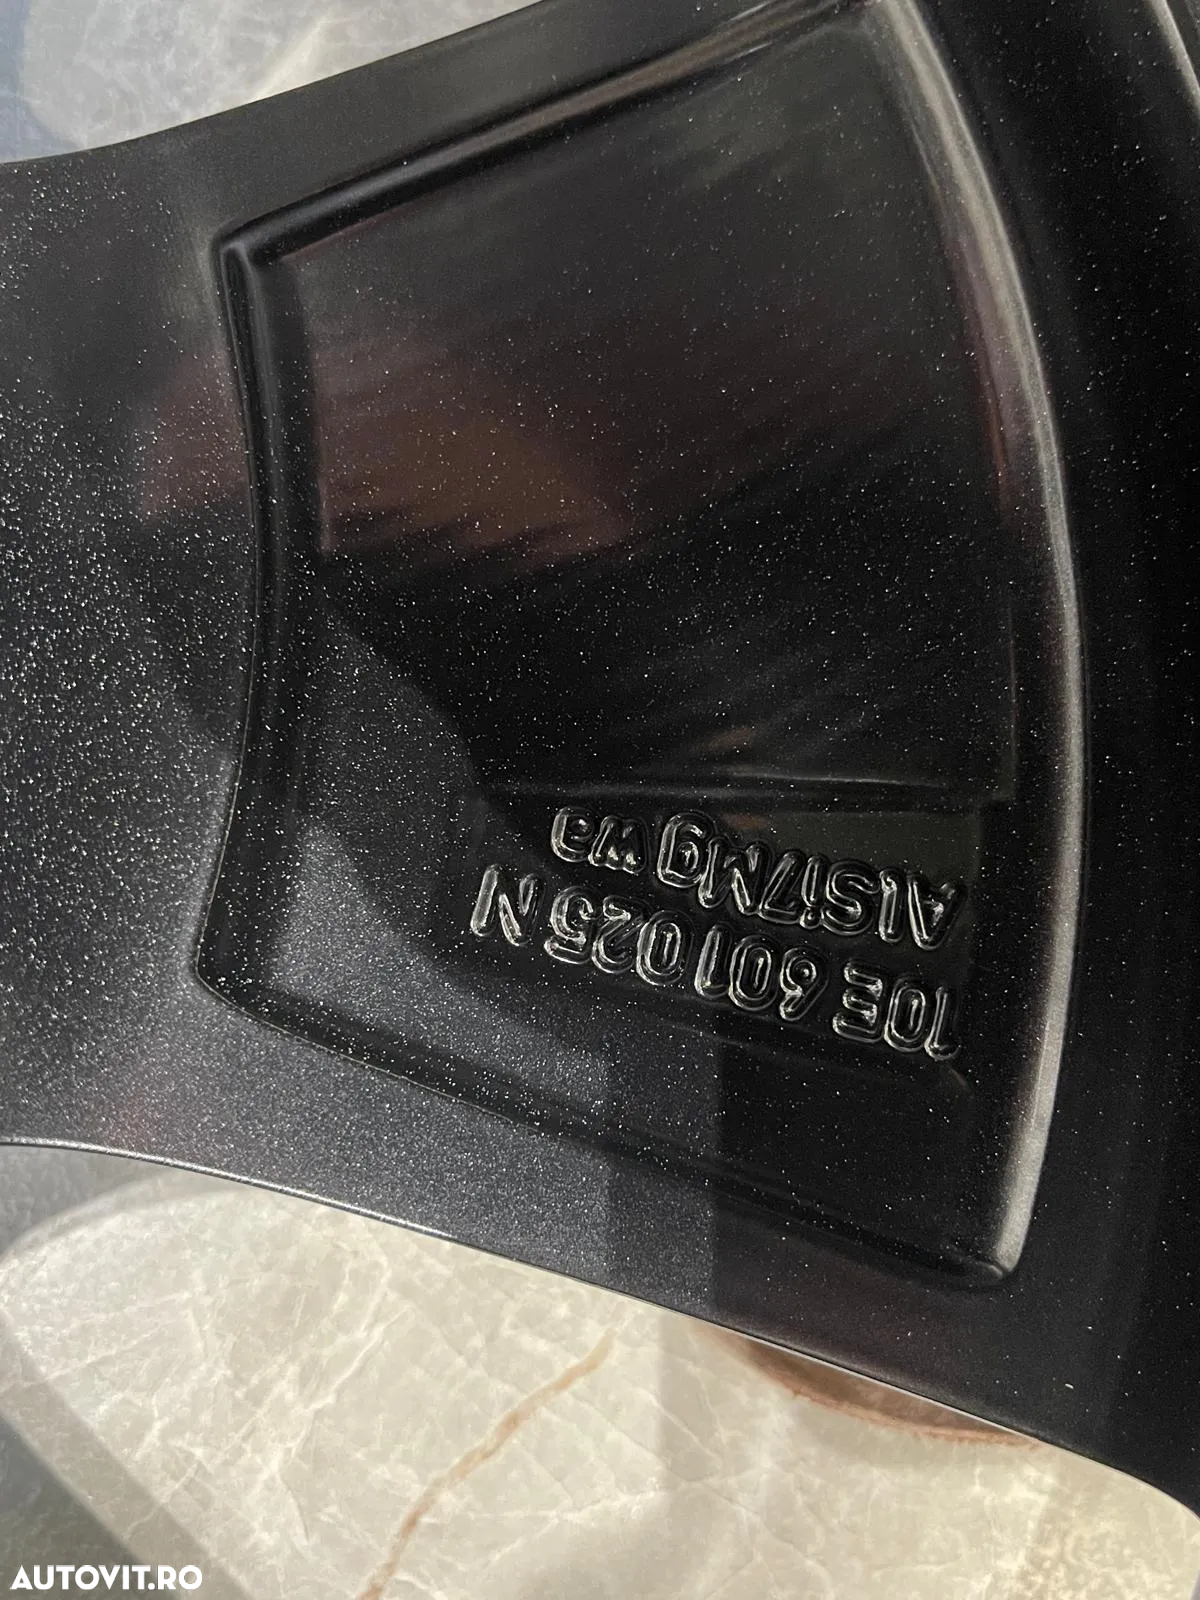 10E 601 025 N
AlSi7Mg wa
AUTOVIT.RO